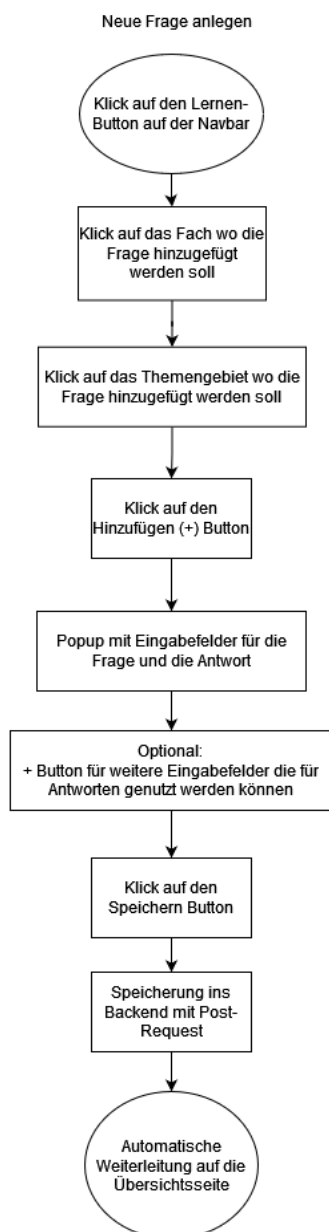 Neue Frage anlegen
Klick auf den Lernen-
Button auf der Navbar
Klick auf das Fach wo die
Frage hinzugefügt
werden soll
Klick auf das Themengebiet wo die
Frage hinzugefügt werden soll
Klick auf den
Hinzufügen (+) Button
Popup mit Eingabefelder für die
Frage und die Antwort
Optional:
+ Button für weitere Eingabefelder die für
Antworten genutzt werden können
Klick auf den
Speichern Button
Speicherung ins
Backend mit Post-
Request
Automatische
Weiterleitung auf die
Übersichtsseite